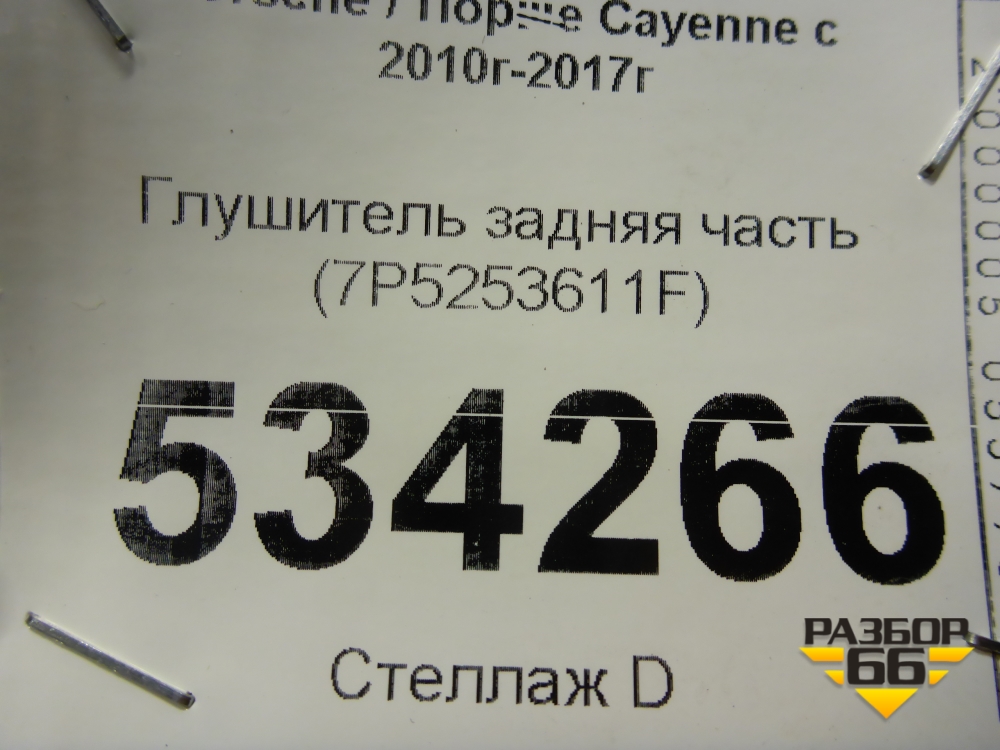 Cayenne с
2010г-2017г
Глушитель задняя часть
(7P5253611F)
534266
Стеллаж D
РАЗБОР
66